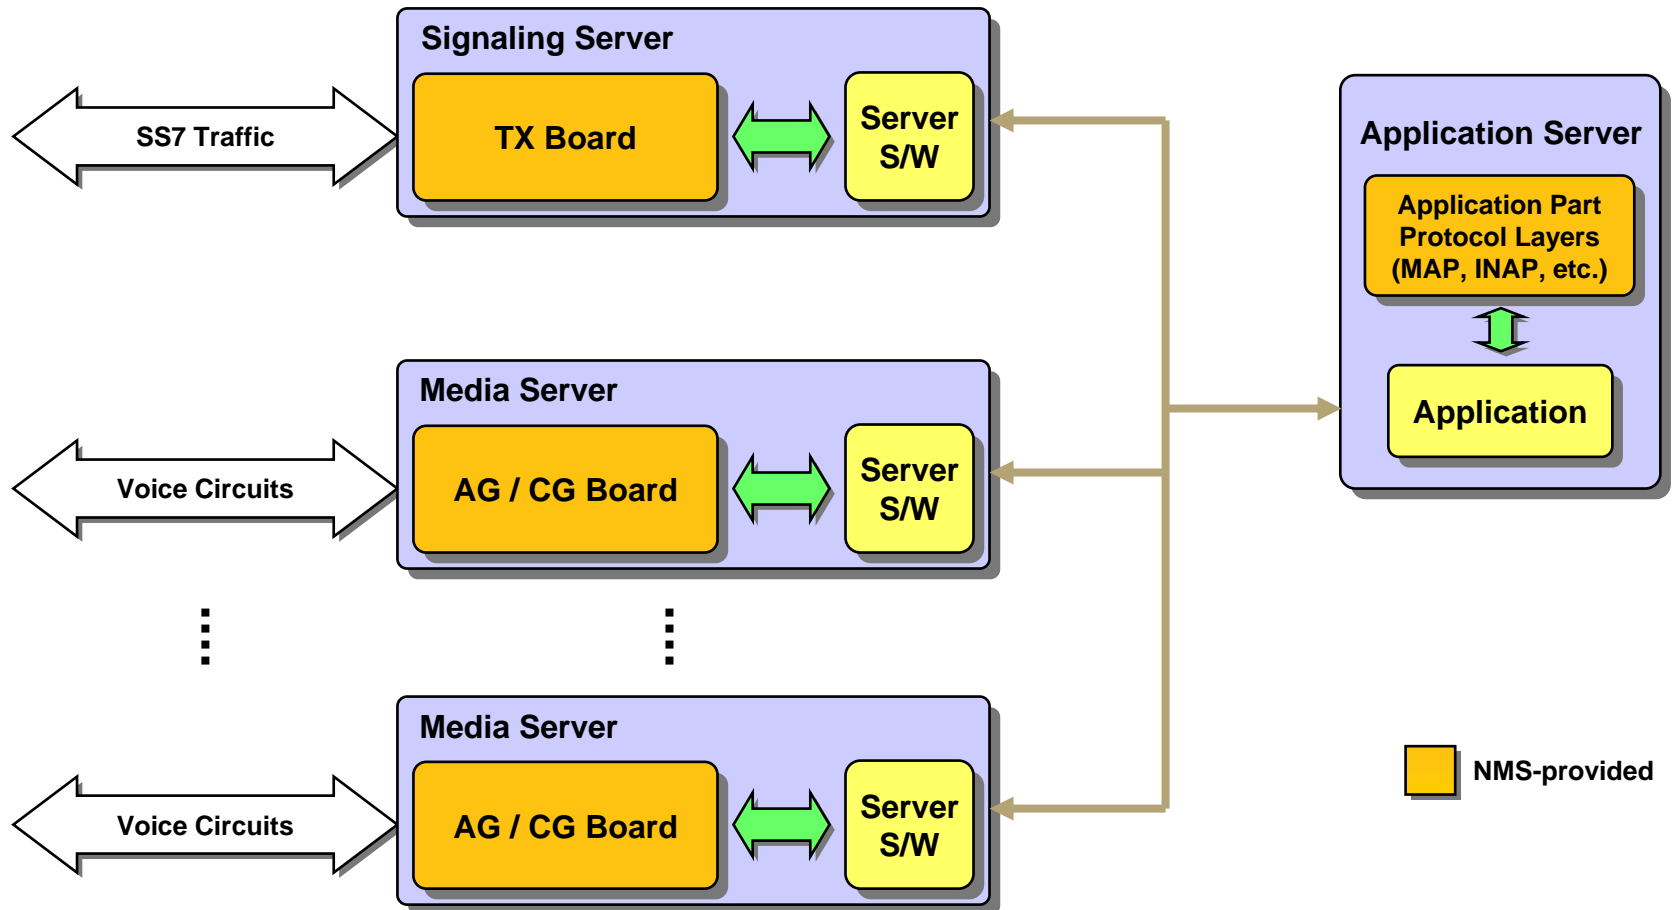 Signaling Server
SS7 Traffic
TX Board
Server
S/W
Application Server
Application Part
Protocol Layers
(MAP, INAP, etc.)
Application
Media Server
Voice Circuits
AG / CG Board
Server
S/W
Media Server
Voice Circuits
AG / CG Board
Server
S/W
NMS-provided